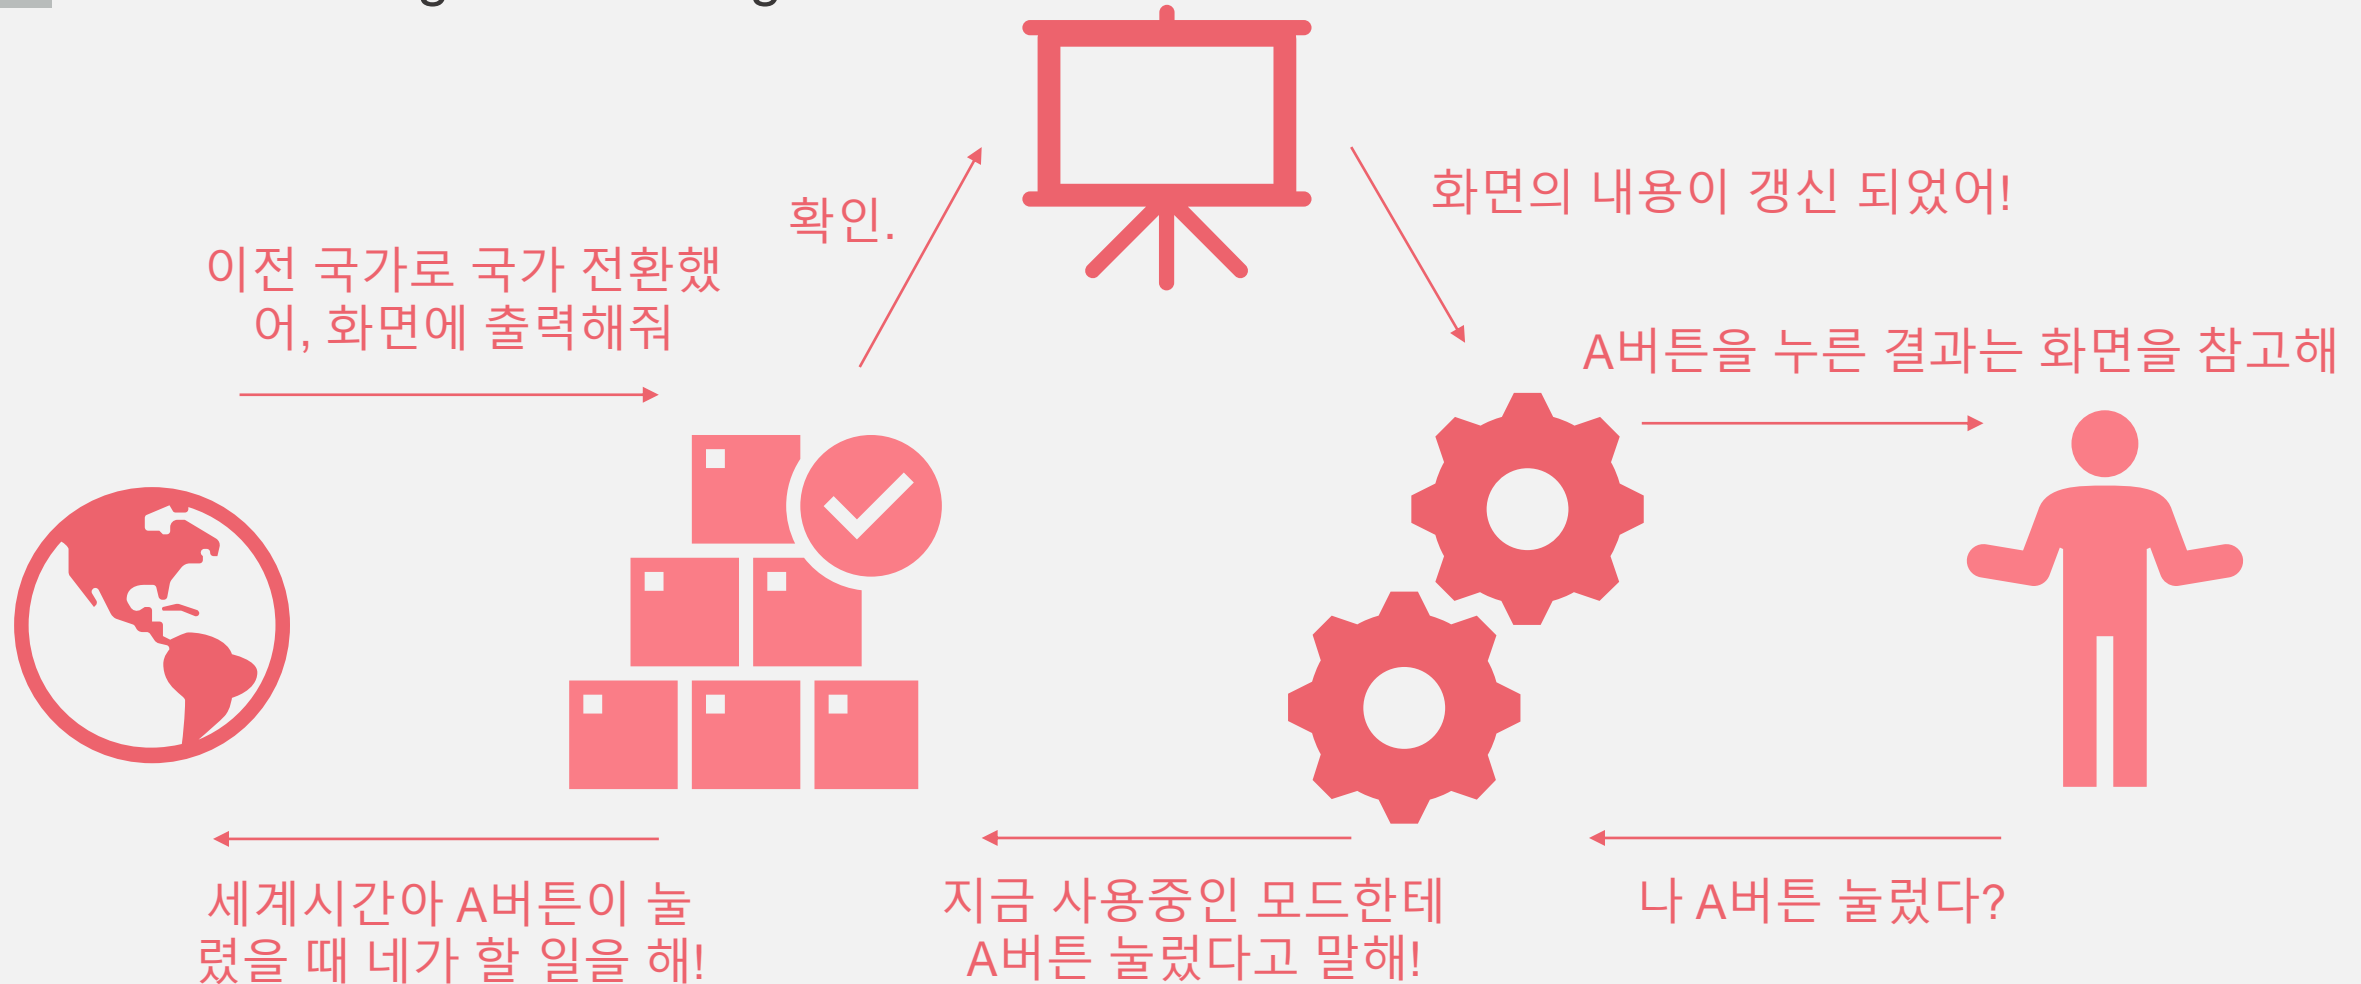 화면의 내용이 갱신 되었어!
확인.
이전 국가로 국가 전환했
어, 화면에 출력해줘
A버튼을 누른 결과는 화면을 참고해
세계시간아 A버튼이 눌
렸을 때 네가 할 일을 해!
지금 사용중인 모드한테
A버튼 눌렀다고 말해!
나 A버튼 눌렀다?